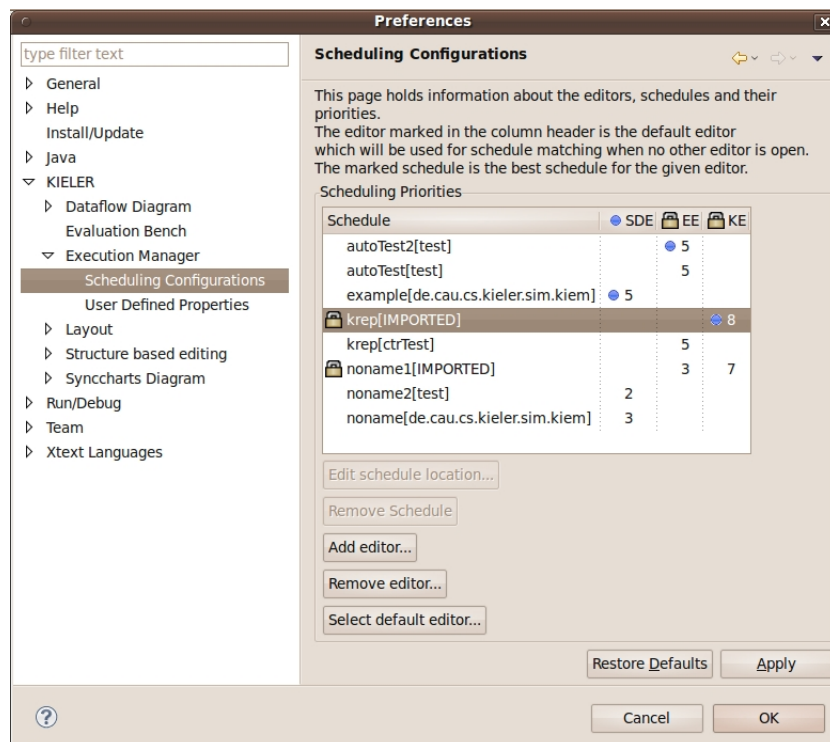 Preferences
type filter text
General
Help
Install/Update
Java
KIELER
Dataflow Diagram
Evaluation Bench
Execution Manager
Scheduling Configurations
User Defined Properties
Layout
Structure based editing
Synccharts Diagram
Run/Debug
Team
Xtext Languages
Scheduling Configurations
This page holds information about the editors, schedules and their
priorities.
The editor marked in the column header is the default editor
which will be used for schedule matching when no other editor is open.
The marked schedule is the best schedule for the given editor.
Scheduling Priorities
Schedule SDE EE KE
autoTest2[test] 5
autoTest[test] 5
example[de.cau.cs.kieler.sim.kiem] 5
krep[IMPORTED] 8
krep[ctrTest] 5
noname1[IMPORTED] 3 7
noname2[test] 2
noname[de.cau.cs.kieler.sim.kiem] 3
Edit schedule location...
Remove Schedule
Add editor...
Remove editor...
Select default editor...
Restore Defaults Apply
Cancel OK